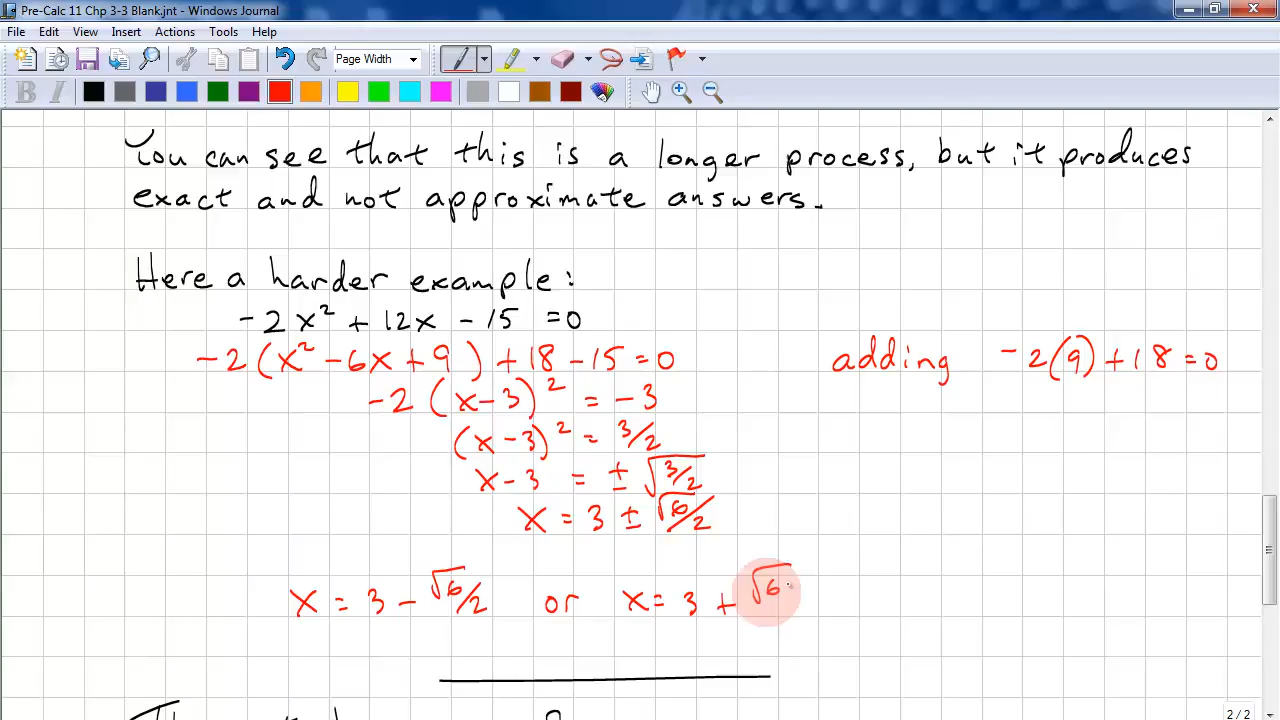 Pre-Calc 11 Chp 3-3 Blank.jnt - Windows Journal
File Edit View Insert Actions Tools Help
Page Width
B I
You can see that this is a longer process, but it produces
exact and not approximate answers.
Here a harder example:
-2x² + 12x - 15 = 0
-2(x² - 6x + 9) + 18 - 15 = 0 adding -2(9) + 18 = 0
-2(x-3)² = -3
(x-3)² = 3/2
x-3 = ± √3/2
x = 3 ± √6/2
x = 3 - √6/2 or x = 3 + √6
2/2